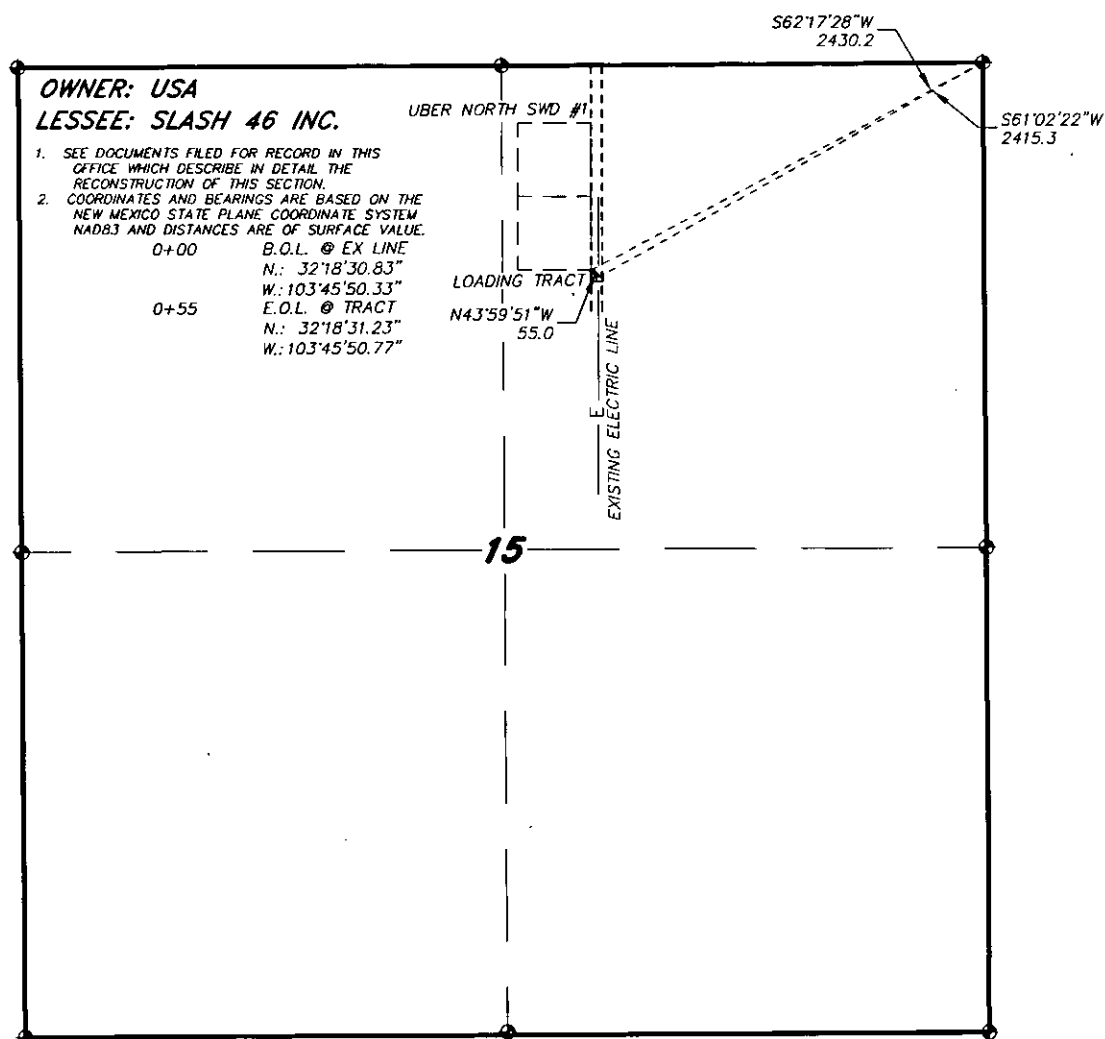 S62°17'28"W
2430.2
OWNER: USA
LESSEE: SLASH 46 INC.
UBER NORTH SWD #1
S61°02'22"W
2415.3
1. SEE DOCUMENTS FILED FOR RECORD IN THIS
OFFICE WHICH DESCRIBE IN DETAIL THE
RECONSTRUCTION OF THIS SECTION.
2. COORDINATES AND BEARINGS ARE BASED ON THE
NEW MEXICO STATE PLANE COORDINATE SYSTEM
NAD83 AND DISTANCES ARE OF SURFACE VALUE.
0+00 B.O.L. @ EX LINE
N.: 32°18'30.83"
W.: 103°45'50.33"
0+55 E.O.L. @ TRACT
N.: 32°18'31.23"
W.: 103°45'50.77"
LOADING TRACT
N43°59'51"W
55.0
E
EXISTING ELECTRIC LINE
15